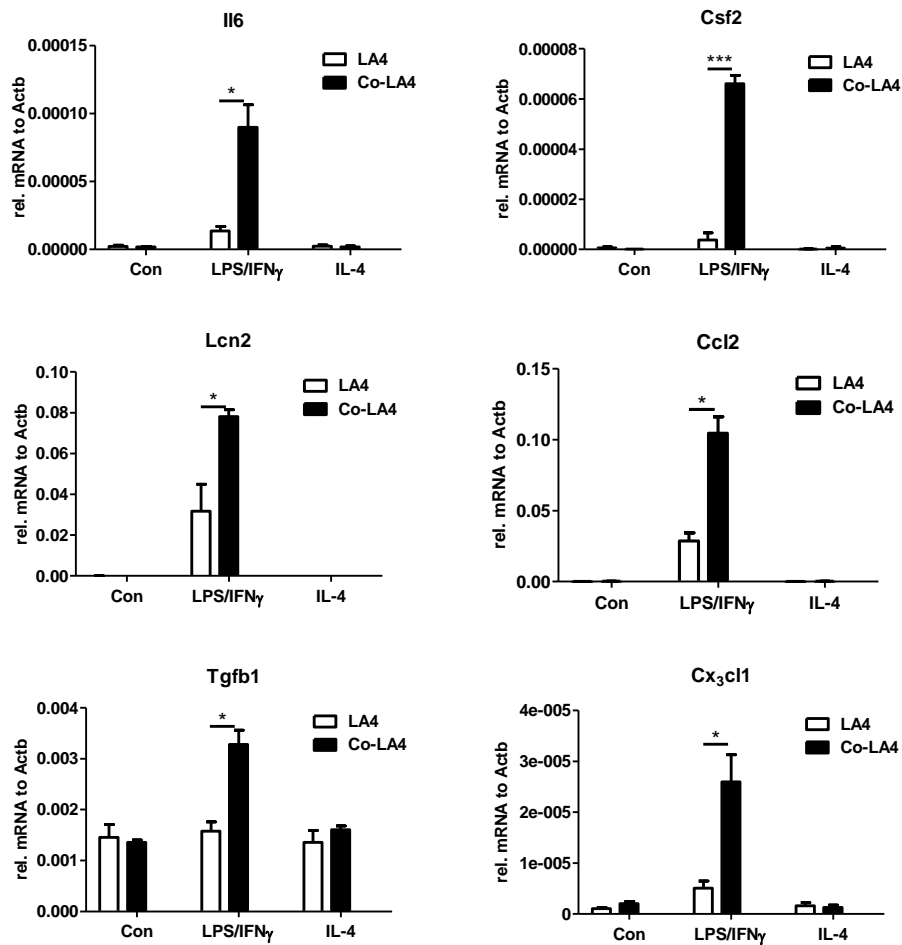 Il6
rel. mRNA to Actb
0.00015
0.00010
0.00005
0.00000
*
LA4
Co-LA4
Con
LPS/IFNγ
IL-4
Csf2
rel. mRNA to Actb
0.00008
0.00006
0.00004
0.00002
0.00000
***
LA4
Co-LA4
Con
LPS/IFNγ
IL-4
Lcn2
rel. mRNA to Actb
0.10
0.08
0.06
0.04
0.02
0.00
*
LA4
Co-LA4
Con
LPS/IFNγ
IL-4
Ccl2
rel. mRNA to Actb
0.15
0.10
0.05
0.00
*
LA4
Co-LA4
Con
LPS/IFNγ
IL-4
Tgfb1
rel. mRNA to Actb
0.004
0.003
0.002
0.001
0.000
*
LA4
Co-LA4
Con
LPS/IFNγ
IL-4
Cx₃cl1
rel. mRNA to Actb
4e-005
3e-005
2e-005
1e-005
0
*
LA4
Co-LA4
Con
LPS/IFNγ
IL-4